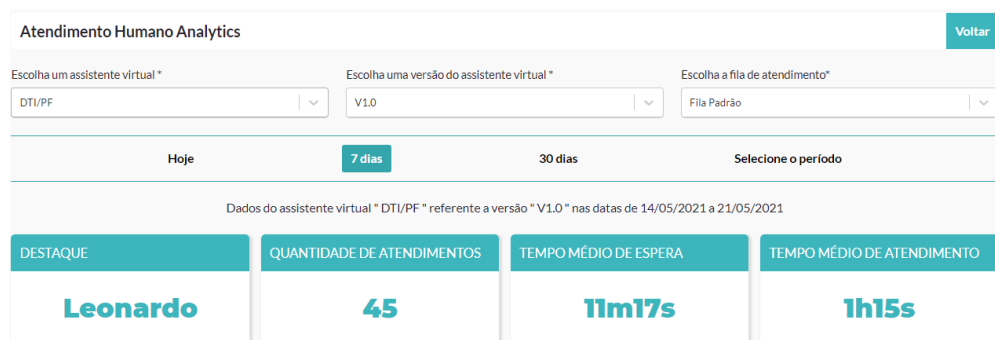 Atendimento Humano Analytics
Voltar
Escolha um assistente virtual *
Escolha uma versão do assistente virtual *
Escolha a fila de atendimento*
DTI/PF
V1.0
Fila Padrão
Hoje
7 dias
30 dias
Selecione o período
Dados do assistente virtual " DTI/PF " referente a versão " V1.0 " nas datas de 14/05/2021 a 21/05/2021
DESTAQUE
QUANTIDADE DE ATENDIMENTOS
TEMPO MÉDIO DE ESPERA
TEMPO MÉDIO DE ATENDIMENTO
Leonardo
45
11m17s
1h15s